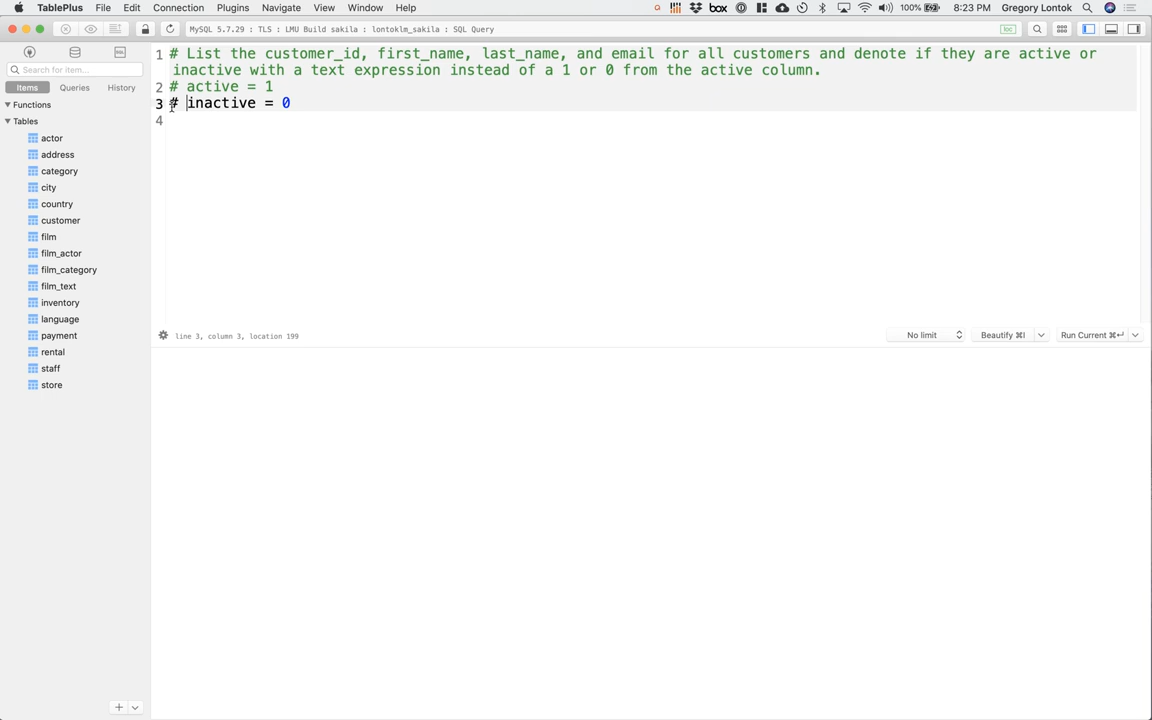 TablePlus File Edit Connection Plugins Navigate View Window Help box 100% 8:23 PM Gregory Lontok
MySQL 5.7.29 : TLS : LMU Build sakila : lontoklm_sakila : SQL Query loc
Search for item...
Items Queries History
Functions
Tables
actor
address
category
city
country
customer
film
film_actor
film_category
film_text
inventory
language
payment
rental
staff
store
1 # List the customer_id, first_name, last_name, and email for all customers and denote if they are active or
inactive with a text expression instead of a 1 or 0 from the active column.
2 # active = 1
3 # inactive = 0
4
line 3, column 3, location 199 No limit Beautify ⌘I Run Current ⌘↩